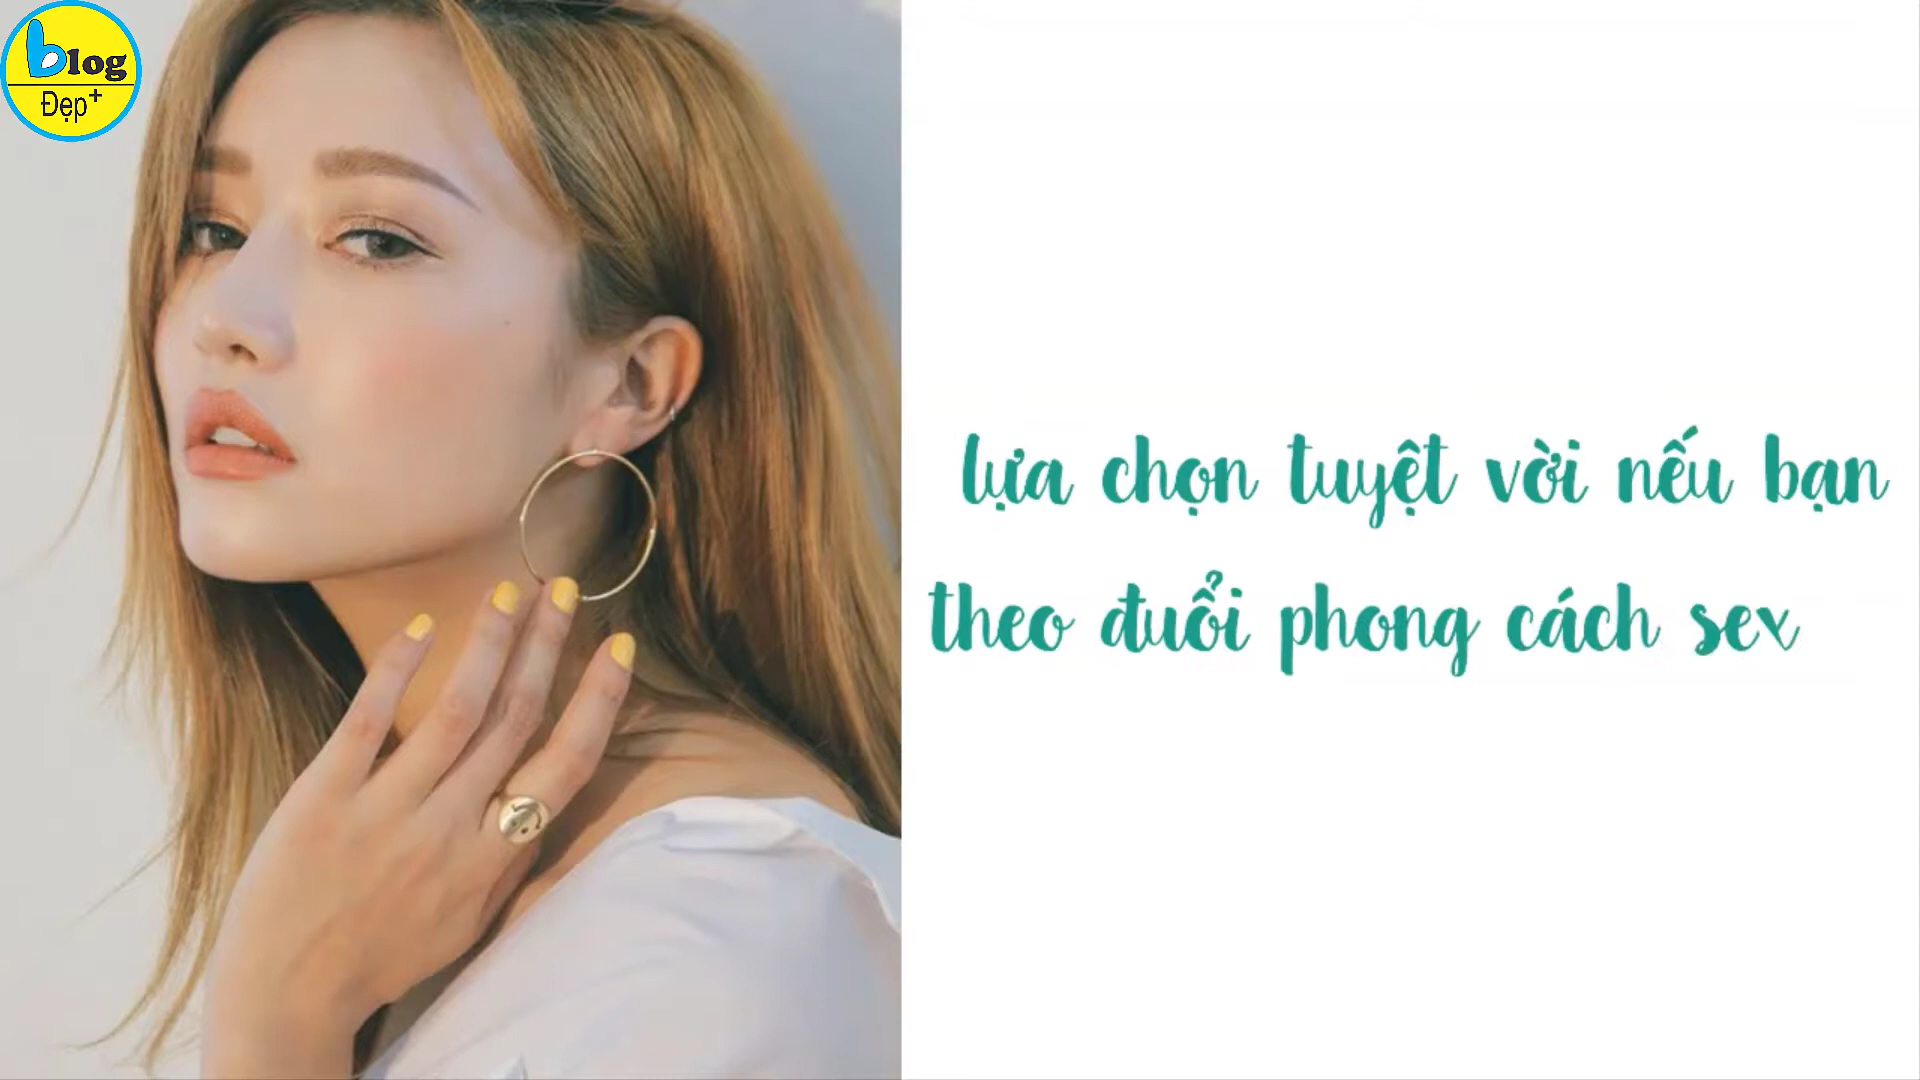 blog
Đẹp+
lựa chọn tuyệt vời nếu bạn
theo đuổi phong cách sex